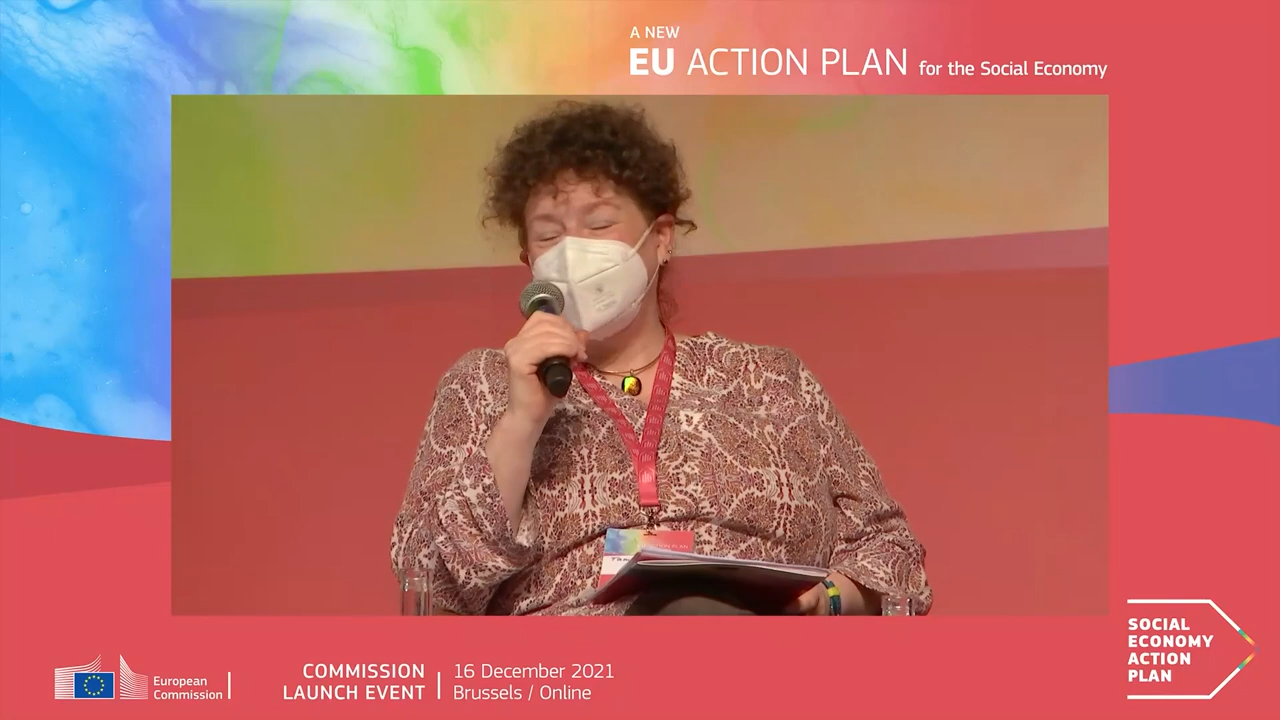 A NEW
EU ACTION PLAN for the Social Economy
SOCIAL
ECONOMY
ACTION
PLAN
European
Commission
COMMISSION
LAUNCH EVENT
16 December 2021
Brussels / Online